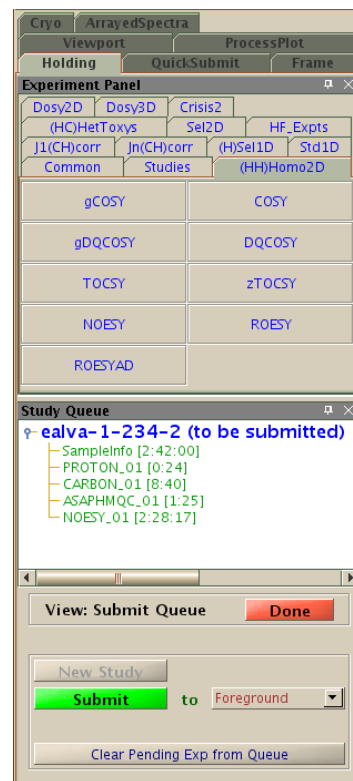 Cryo ArrayedSpectra
Viewport ProcessPlot
Holding QuickSubmit Frame
Experiment Panel
Dosy2D Dosy3D Crisis2
(HC)HetToxys Sel2D HF_Expts
J1(CH)corr Jn(CH)corr (H)Sel1D Std1D
Common Studies (HH)Homo2D
gCOSY COSY
gDQCOSY DQCOSY
TOCSY zTOCSY
NOESY ROESY
ROESYAD
Study Queue
ealva-1-234-2 (to be submitted)
SampleInfo [2:42:00]
PROTON_01 [0:24]
CARBON_01 [8:40]
ASAPHMQC_01 [1:25]
NOESY_01 [2:28:17]
View: Submit Queue Done
New Study
Submit to Foreground
Clear Pending Exp from Queue